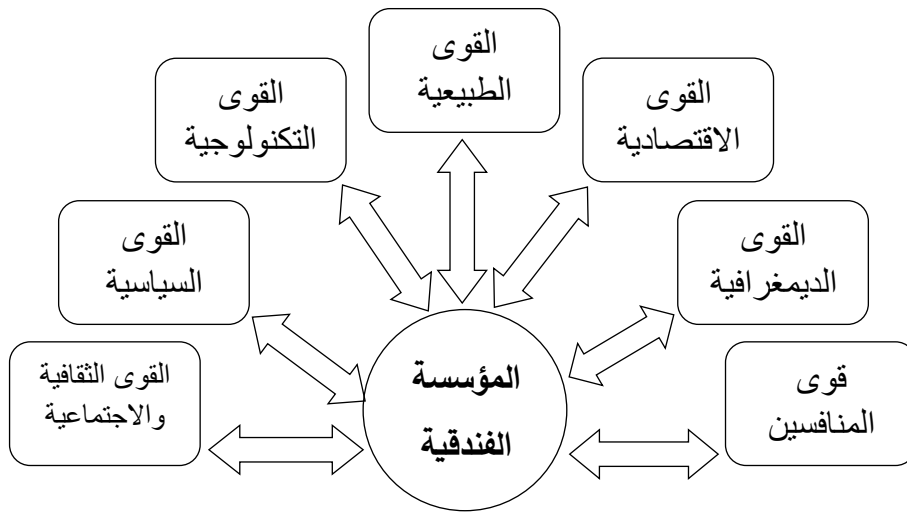 القوى
الطبيعية
القوى
الاقتصادية
القوى
التكنولوجية
القوى
الديمغرافية
القوى
السياسية
قوى
المنافسين
القوى الثقافية
والاجتماعية
المؤسسة
الفندقية